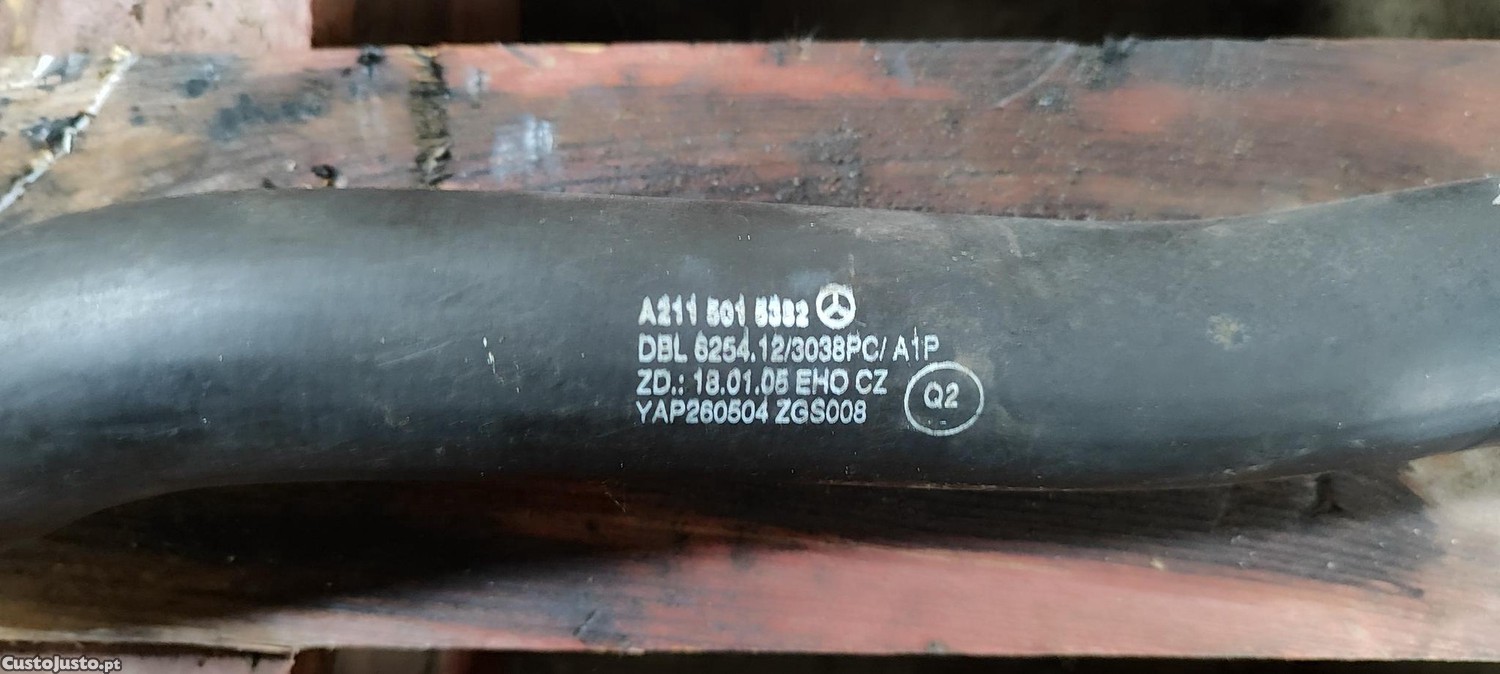 A211 501 5382
DBL 6254.12/3038PC/ A1P
ZD.: 18.01.05 EHO CZ
YAP260504 ZGS008
Q2
CustoJusto.pt